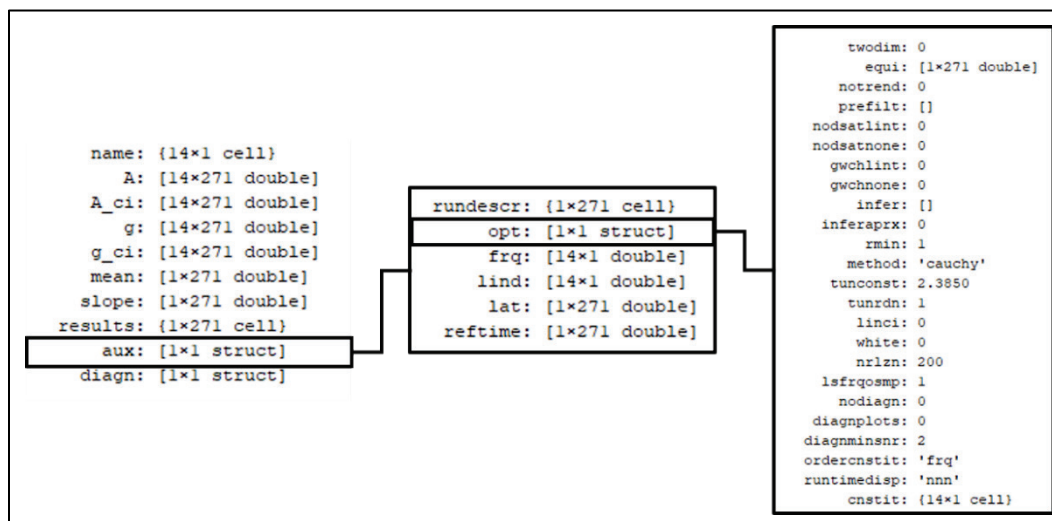 name: {14×1 cell}
A: [14×271 double]
A_ci: [14×271 double]
g: [14×271 double]
g_ci: [14×271 double]
mean: [1×271 double]
slope: [1×271 double]
results: {1×271 cell}
aux: [1×1 struct]
diagn: [1×1 struct]
rundescr: {1×271 cell}
opt: [1×1 struct]
frq: [14×1 double]
lind: [14×1 double]
lat: [1×271 double]
reftime: [1×271 double]
twodim: 0
equi: [1×271 double]
notrend: 0
prefilt: []
nodsatlint: 0
nodsatnone: 0
gwchlint: 0
gwchnone: 0
infer: []
inferaprx: 0
rmin: 1
method: 'cauchy'
tunconst: 2.3850
tunrdn: 1
linci: 0
white: 0
nrlzn: 200
lsfrqosmp: 1
nodiagn: 0
diagnplots: 0
diagnminsnr: 2
ordercnstit: 'frq'
runtimedisp: 'nnn'
cnstit: {14×1 cell}